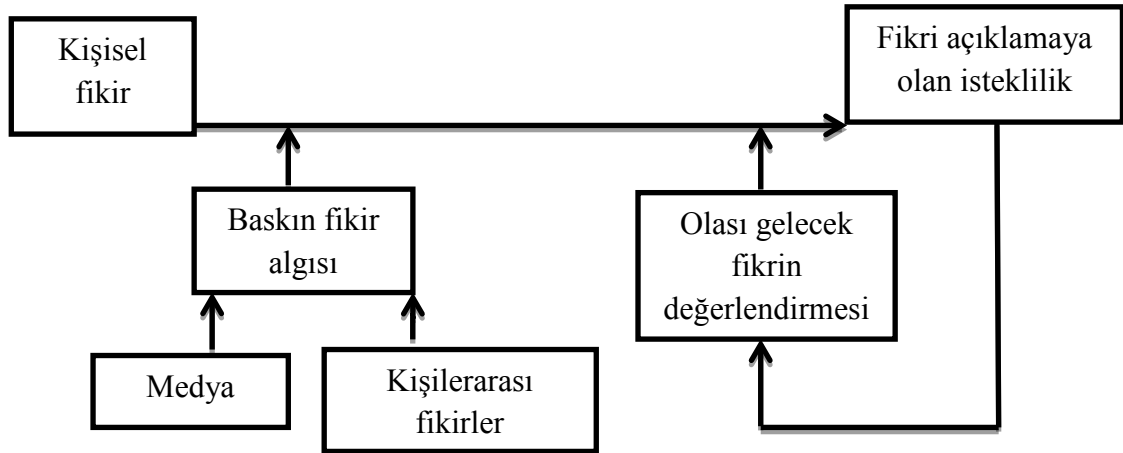 Kişisel
fikir
Fikri açıklamaya
olan isteklilik
Baskın fikir
algısı
Olası gelecek
fikrin
değerlendirmesi
Medya
Kişilerarası
fikirler